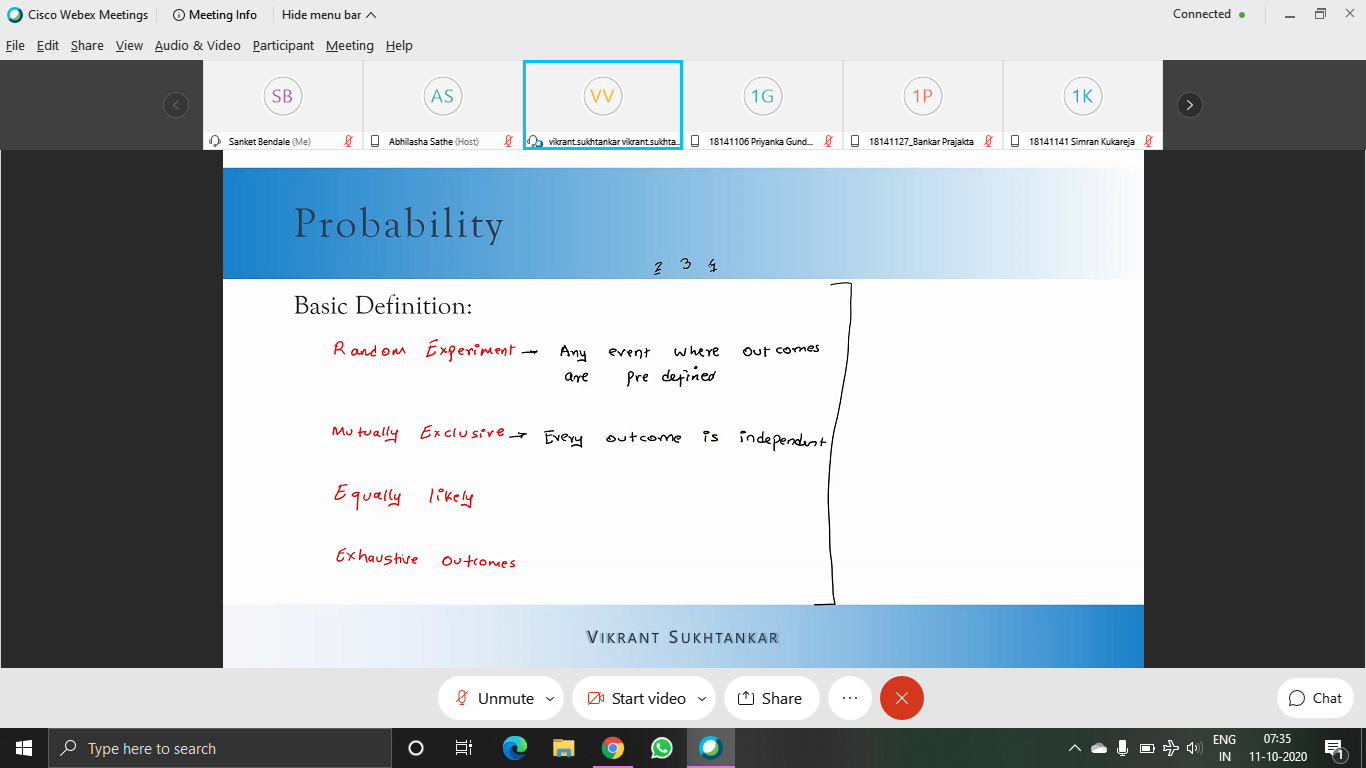 Cisco Webex Meetings
Meeting Info
Hide menu bar
Connected
File Edit Share View Audio & Video Participant Meeting Help
SB AS VV 1G 1P 1K
Sanket Bendale (Me)
Abhilasha Sathe (Host)
vikrant.sukhtankar vikrant.sukhta...
18141106 Priyanka Gund...
18141127_Bankar Prajakta
18141141 Simran Kukareja
Probability
2 3 4
Basic Definition:
Random Experiment → Any event where outcomes
are pre defined
Mutually Exclusive → Every outcome is independent
Equally likely
Exhaustive outcomes
VIKRANT SUKHTANKAR
Unmute
Start video
Share
Chat
Type here to search
ENG
IN
07:35
11-10-2020
1